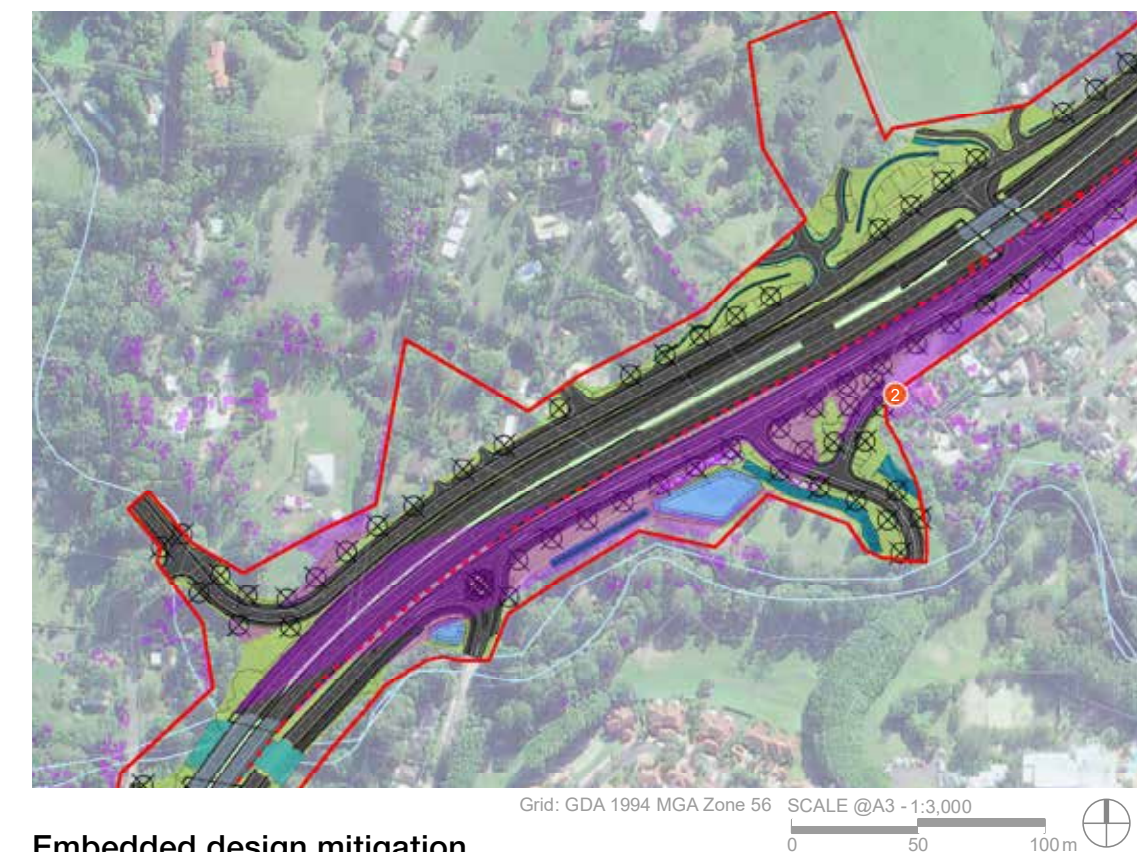 2
Grid: GDA 1994 MGA Zone 56 SCALE @A3 - 1:3,000
0 50 100 m
Embedded design mitigation